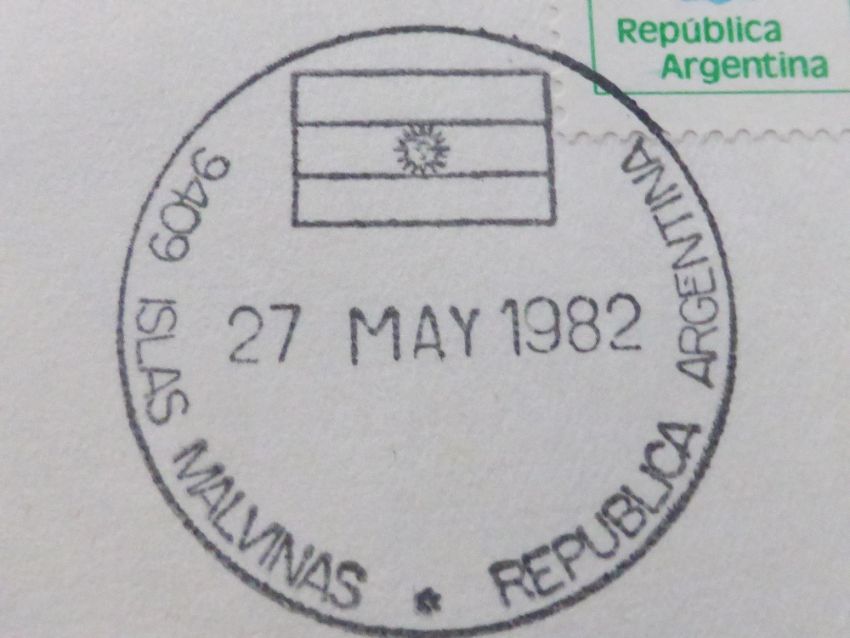 República
Argentina
27 MAY 1982
9409 ISLAS MALVINAS * REPUBLICA ARGENTINA